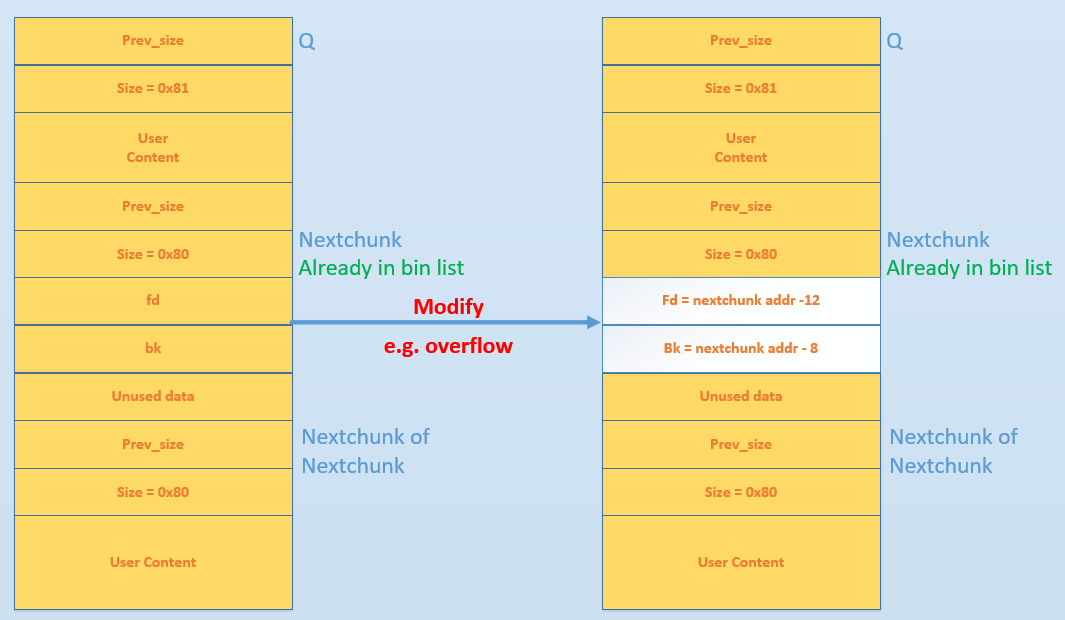 Prev_size
Q
Size = 0x81
User
Content
Prev_size
Size = 0x80
Nextchunk
Already in bin list
fd
bk
Unused data
Prev_size
Nextchunk of
Nextchunk
Size = 0x80
User Content
Modify
e.g. overflow
Prev_size
Q
Size = 0x81
User
Content
Prev_size
Size = 0x80
Nextchunk
Already in bin list
Fd = nextchunk addr -12
Bk = nextchunk addr - 8
Unused data
Prev_size
Nextchunk of
Nextchunk
Size = 0x80
User Content